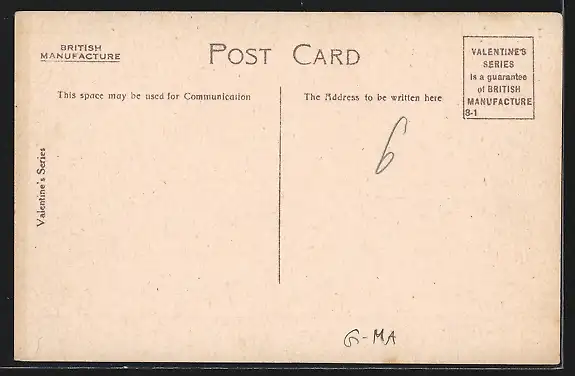 BRITISH
MANUFACTURE
POST CARD
VALENTINE'S
SERIES
Is a guarantee
of BRITISH
MANUFACTURE
8-1
This space may be used for Communication
The Address to be written here
Valentine's Series
6
G-MA